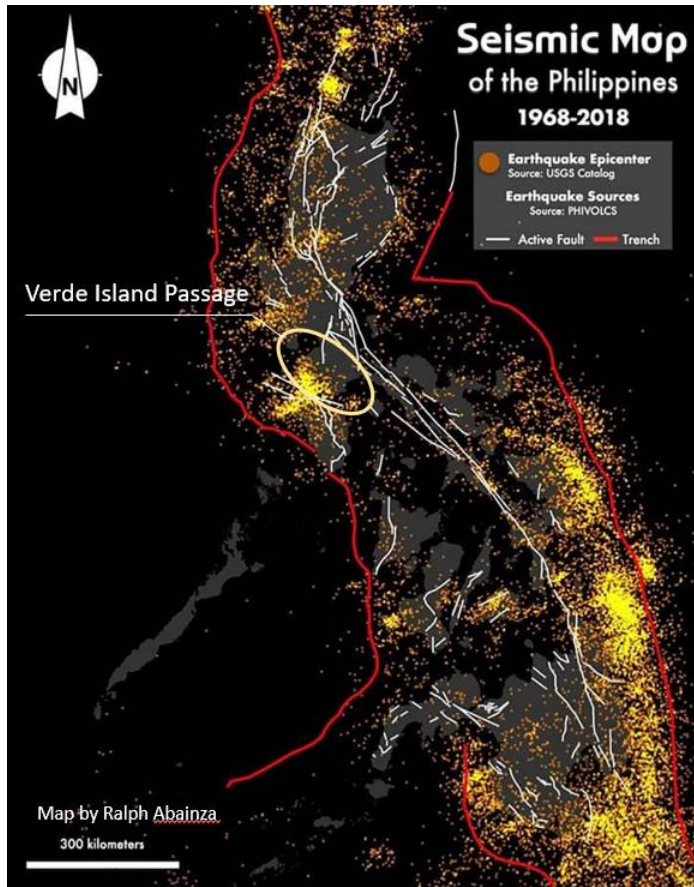 N
Seismic Map
of the Philippines
1968-2018
Earthquake Epicenter
Source: USGS Catalog
Earthquake Sources
Source: PHIVOLCS
Active Fault
Trench
Verde Island Passage
Map by Ralph Abainza
300 kilometers